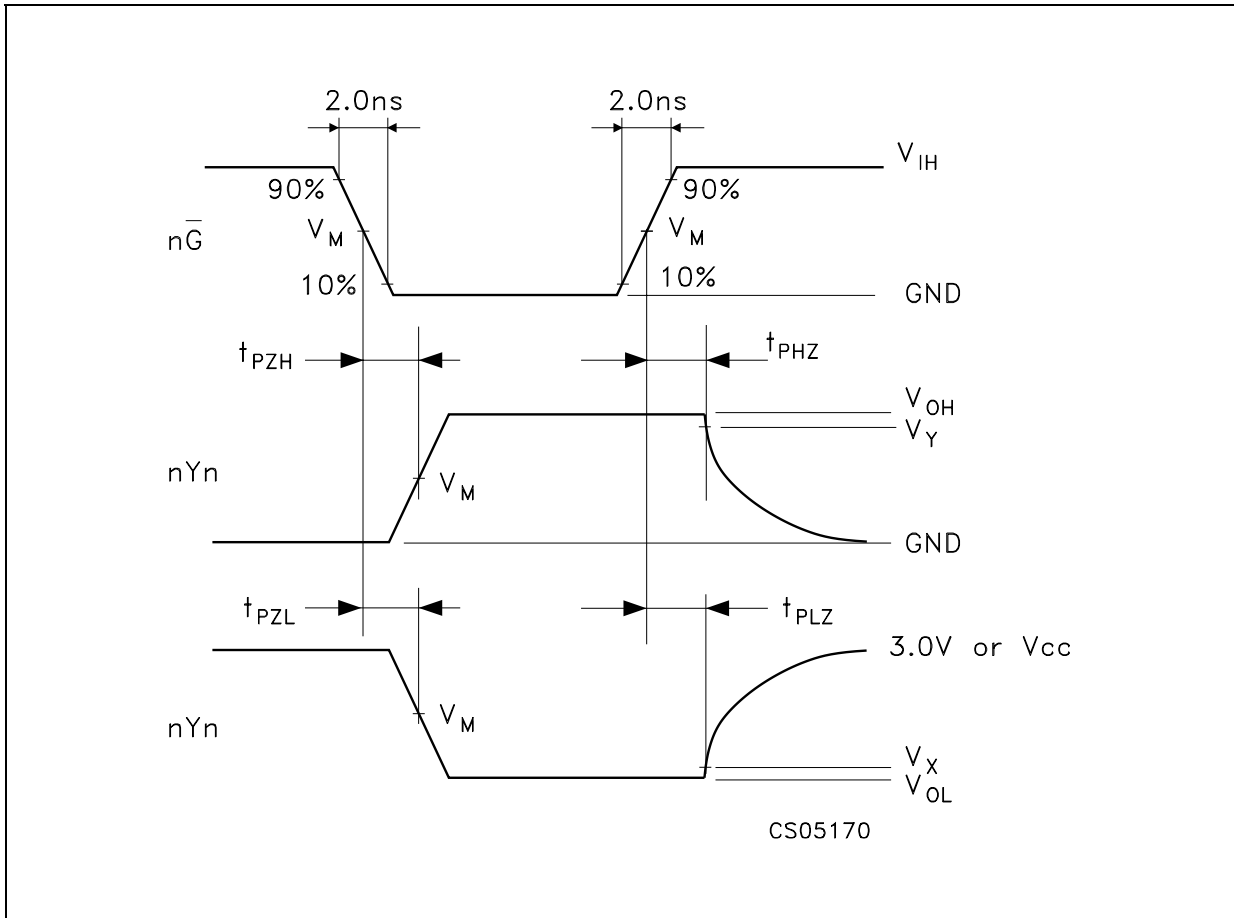 2.0ns 2.0ns
V_IH
90% 90%
nG̅ V_M V_M
10% 10%
GND
t_PZH t_PHZ
V_OH
V_Y
nYn V_M
GND
t_PZL t_PLZ
3.0V or Vcc
nYn V_M
V_X
V_OL
CS05170